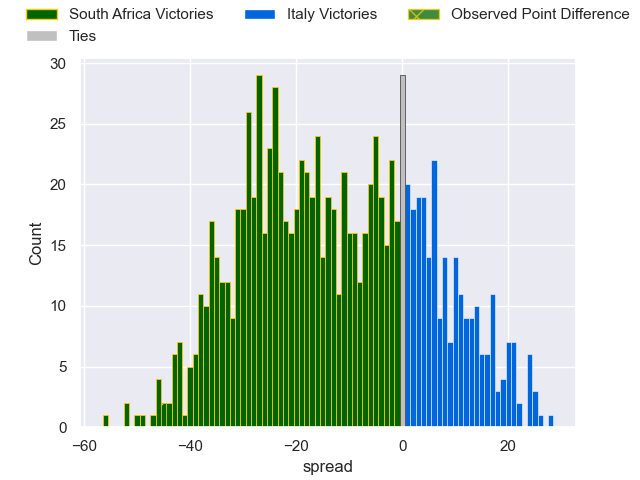 South Africa Victories
Italy Victories
Observed Point Difference
Ties
30
25
20
15
10
5
0
Count
−60
−40
−20
0
20
spread